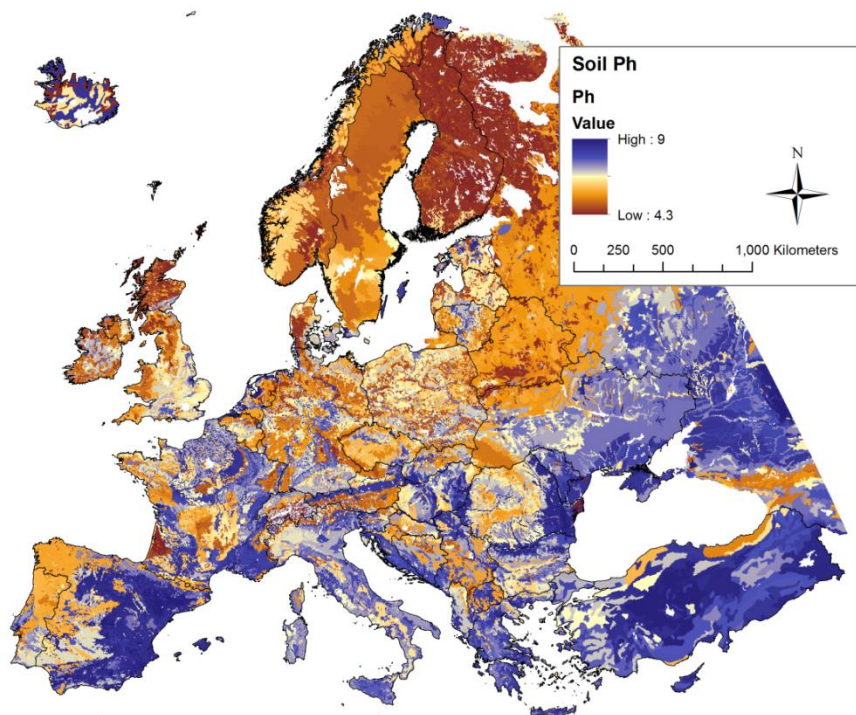 Soil Ph
Ph
Value
High : 9
Low : 4.3
N
0 250 500 1,000 Kilometers